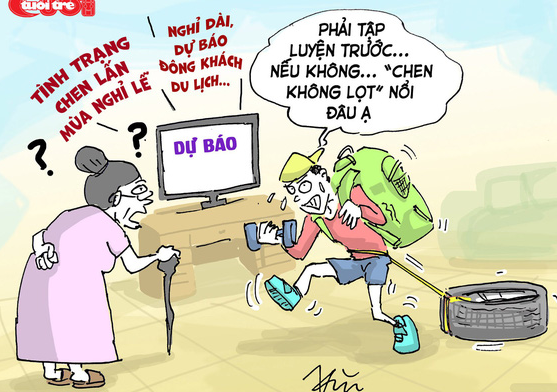 tuổi trẻ
TÌNH TRẠNG
CHEN LẤN
MÙA NGHỈ LỄ
NGHỈ DÀI,
DỰ BÁO
ĐÔNG KHÁCH
DU LỊCH...
PHẢI TẬP
LUYỆN TRƯỚC...
NẾU KHÔNG... "CHEN
KHÔNG LỌT" NỔI
ĐÂU Ạ
? ?
DỰ BÁO